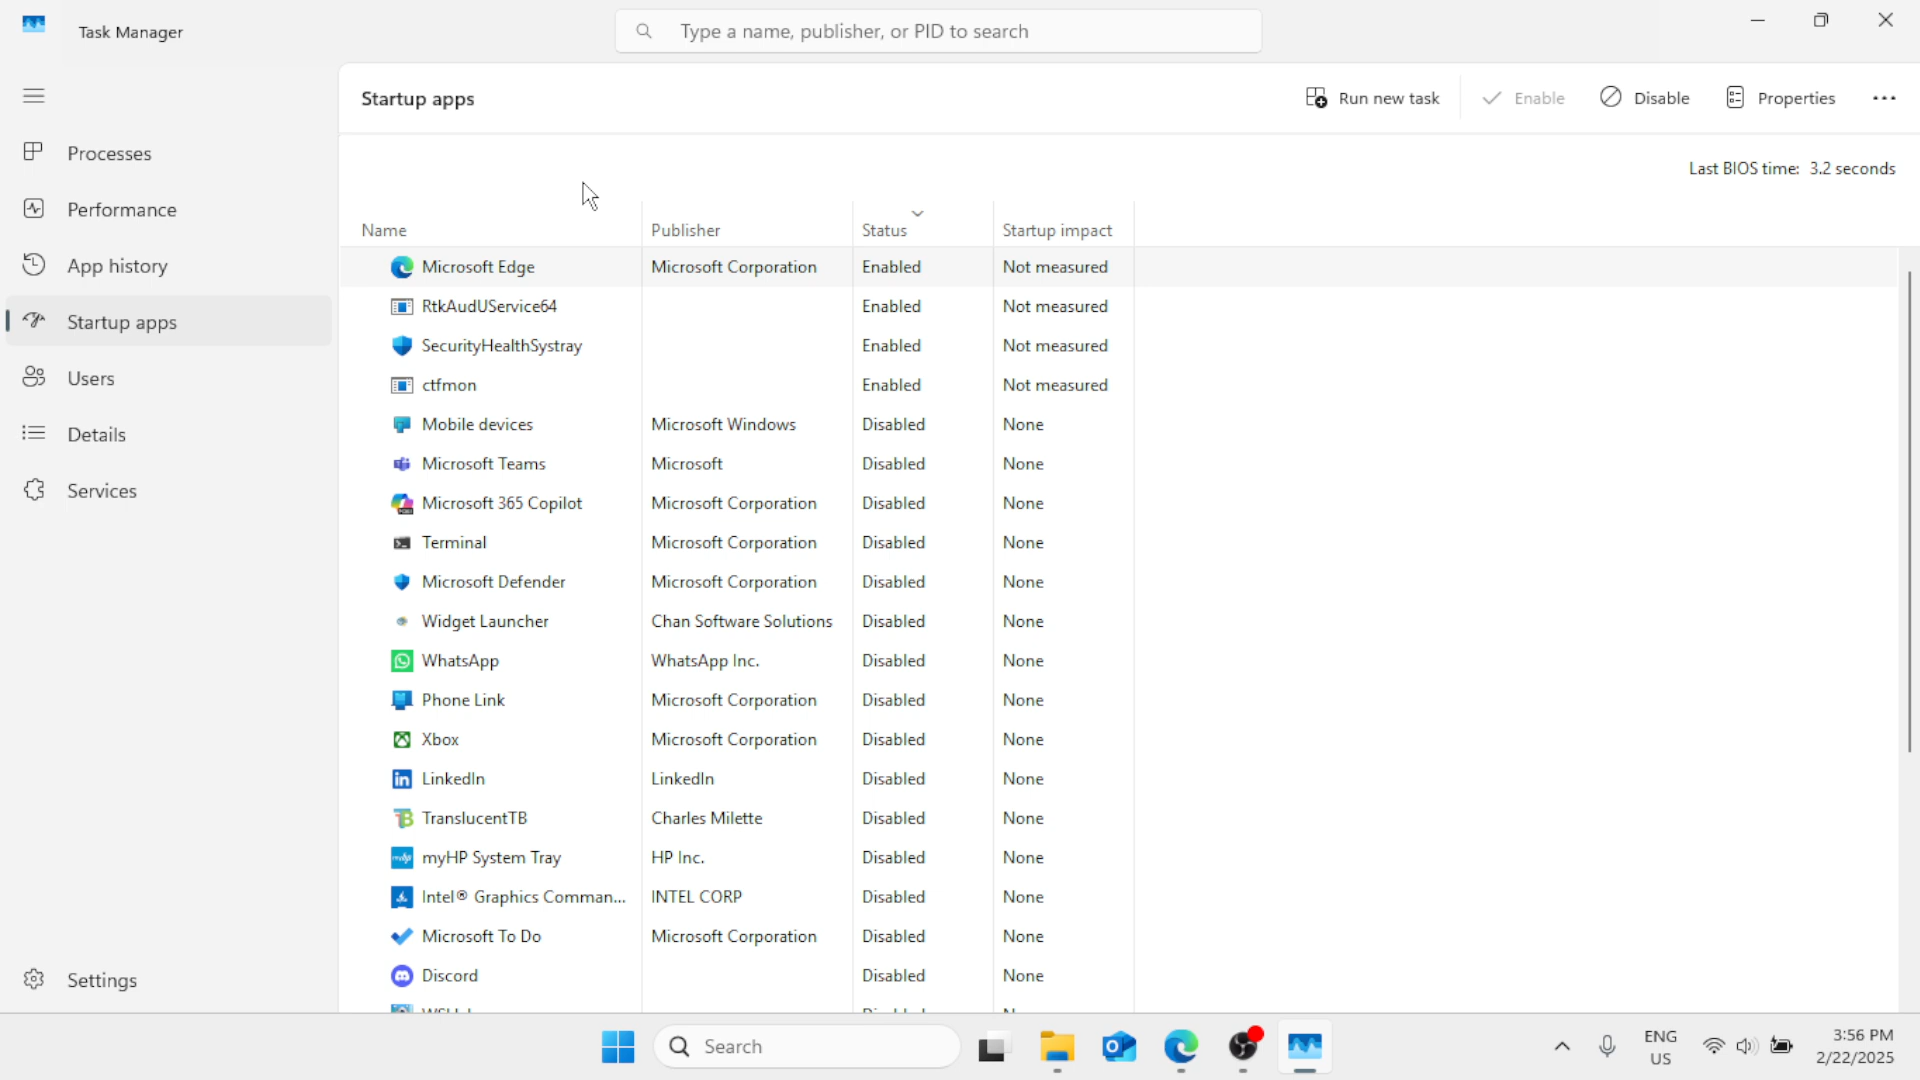 Task Manager
Type a name, publisher, or PID to search
Startup apps
Run new task
Enable
Disable
Properties
Last BIOS time: 3.2 seconds
Processes
Performance
App history
Startup apps
Users
Details
Services
Settings
Name Publisher Status Startup impact
Microsoft Edge Microsoft Corporation Enabled Not measured
RtkAudUService64 Enabled Not measured
SecurityHealthSystray Enabled Not measured
ctfmon Enabled Not measured
Mobile devices Microsoft Windows Disabled None
Microsoft Teams Microsoft Disabled None
Microsoft 365 Copilot Microsoft Corporation Disabled None
Terminal Microsoft Corporation Disabled None
Microsoft Defender Microsoft Corporation Disabled None
Widget Launcher Chan Software Solutions Disabled None
WhatsApp WhatsApp Inc. Disabled None
Phone Link Microsoft Corporation Disabled None
Xbox Microsoft Corporation Disabled None
LinkedIn LinkedIn Disabled None
TranslucentTB Charles Milette Disabled None
myHP System Tray HP Inc. Disabled None
Intel® Graphics Comman... INTEL CORP Disabled None
Microsoft To Do Microsoft Corporation Disabled None
Discord Disabled None
Search
ENG
US
3:56 PM
2/22/2025